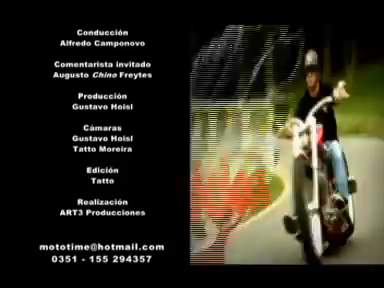 Conducción
Alfredo Camponovo
Comentarista invitado
Augusto Chino Freytes
Producción
Gustavo Hoisl
Cámaras
Gustavo Hoisl
Tatto Moreira
Edición
Tatto
Realización
ART3 Producciones
mototime@hotmail.com
0351 - 155 294357